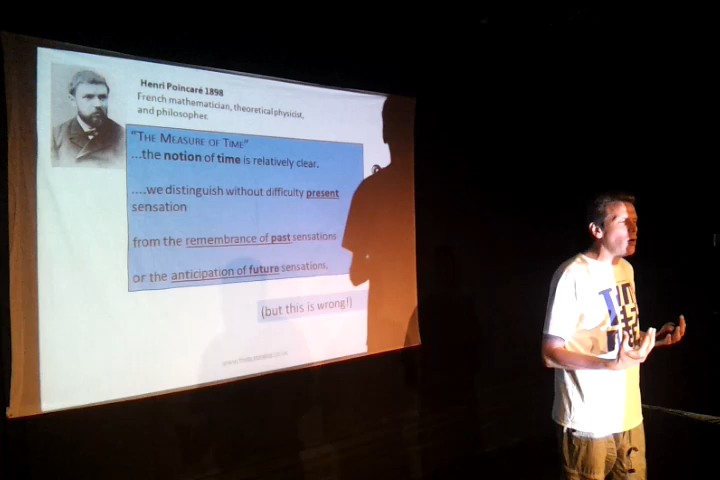 Henri Poincaré 1898
French mathematician, theoretical physicist,
and philosopher.
"THE MEASURE OF TIME"
...the notion of time is relatively clear.
....we distinguish without difficulty present
sensation
from the remembrance of past sensations
or the anticipation of future sensations.
(but this is wrong!)